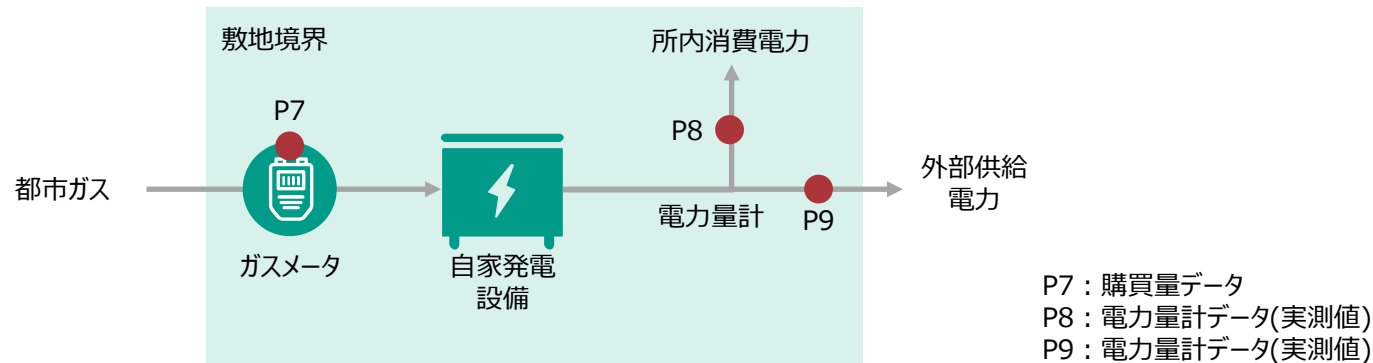 敷地境界
所内消費電力
P7
P8
都市ガス
外部供給
電力
電力量計
P9
ガスメータ
自家発電
設備
P7：購買量データ
P8：電力量計データ(実測値)
P9：電力量計データ(実測値)